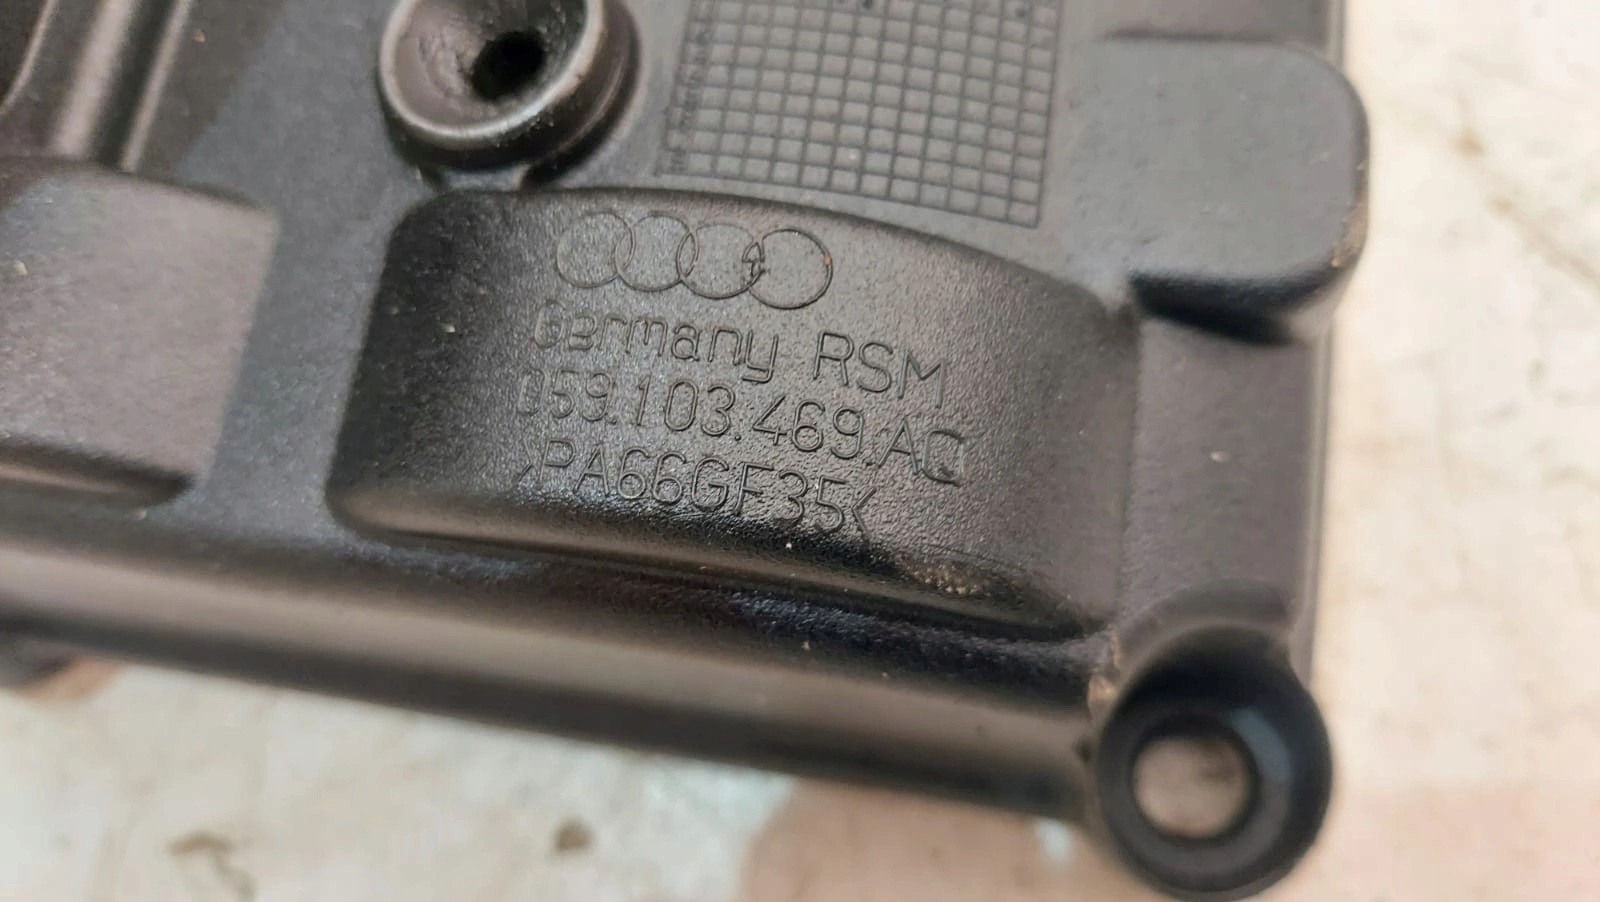 Germany RSM
059.103.469.AQ
>PA66GF35<